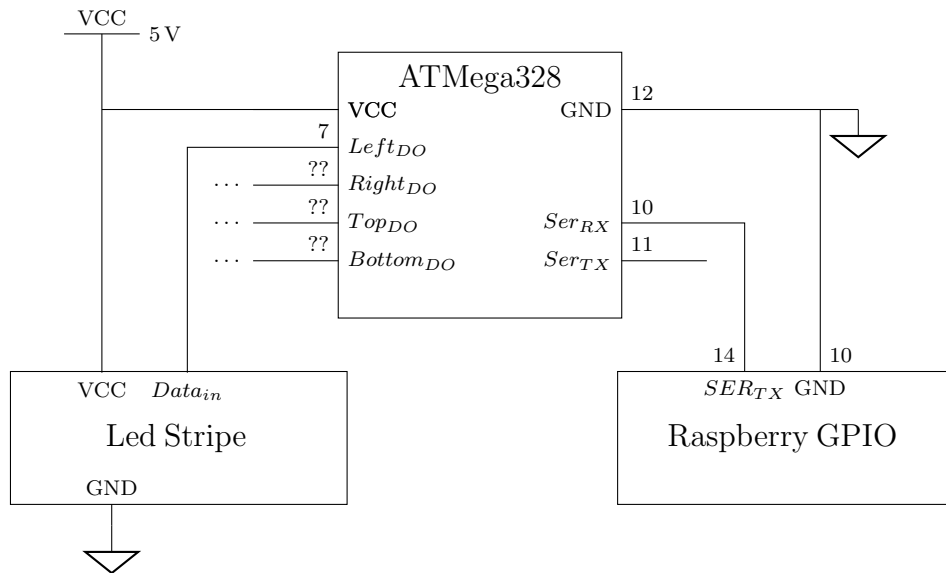 VCC
5 V
ATMega328
VCC
GND
12
7
Left_DO
??
... Right_DO
??
... Top_DO
Ser_RX
10
??
... Bottom_DO
Ser_TX
11
14
10
VCC
Data_in
SER_TX
GND
Led Stripe
Raspberry GPIO
GND